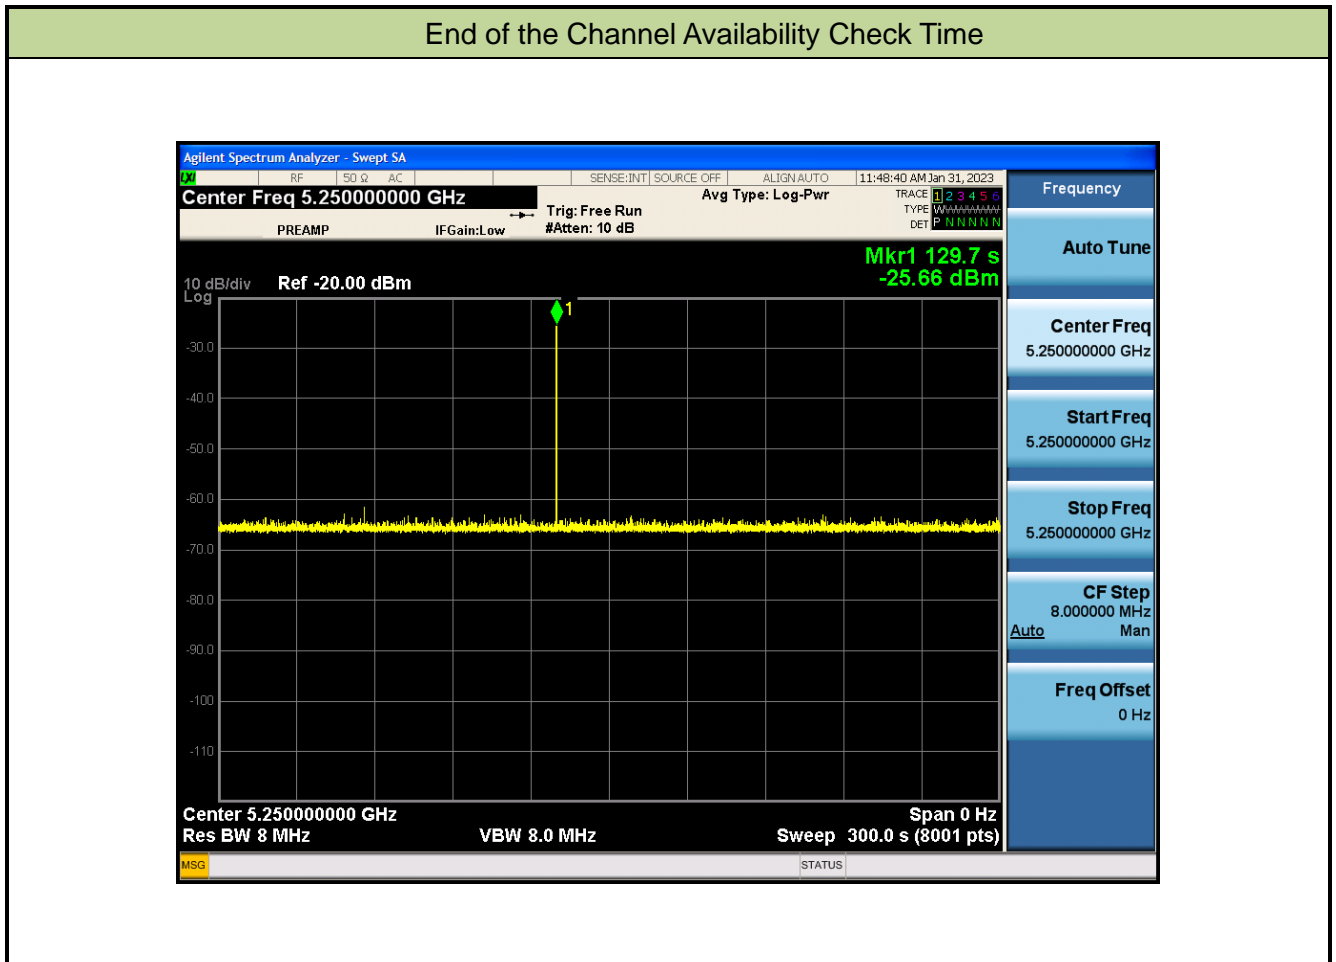 End of the Channel Availability Check Time
Agilent Spectrum Analyzer - Swept SA
LXI RF 50 Ω AC SENSE:INT SOURCE OFF ALIGN AUTO 11:48:40 AM Jan 31, 2023
Center Freq 5.250000000 GHz
PREAMP IFGain:Low
Trig: Free Run
#Atten: 10 dB
Avg Type: Log-Pwr
TRACE 1 2 3 4 5 6
TYPE
DET P N N N N N
Mkr1 129.7 s
-25.66 dBm
10 dB/div Ref -20.00 dBm
Log
1
-30.0
-40.0
-50.0
-60.0
-70.0
-80.0
-90.0
-100
-110
Center 5.250000000 GHz Span 0 Hz
Res BW 8 MHz VBW 8.0 MHz Sweep 300.0 s (8001 pts)
MSG STATUS
Frequency
Auto Tune
Center Freq
5.250000000 GHz
Start Freq
5.250000000 GHz
Stop Freq
5.250000000 GHz
CF Step
8.000000 MHz
Auto Man
Freq Offset
0 Hz